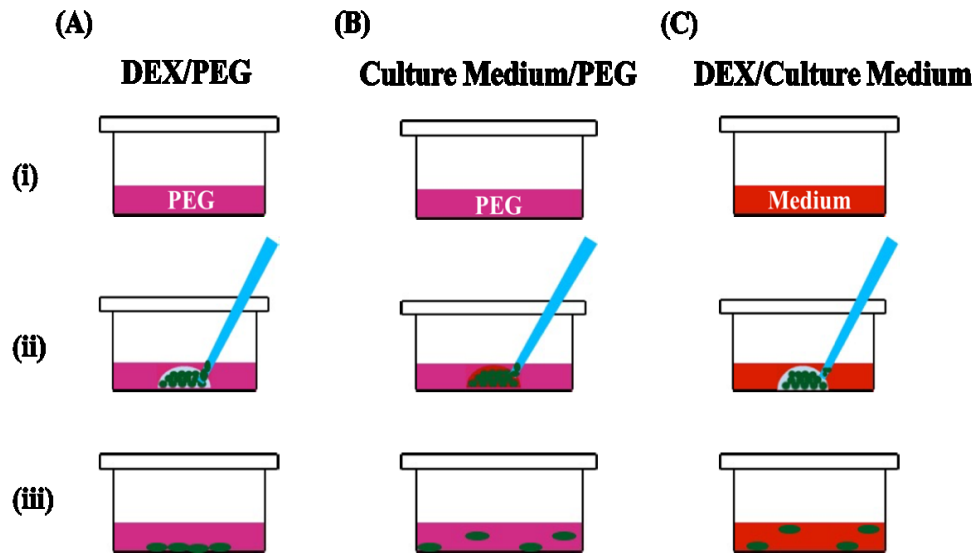 (A) (B) (C)
DEX/PEG Culture Medium/PEG DEX/Culture Medium
(i) PEG PEG Medium
(ii)
(iii)